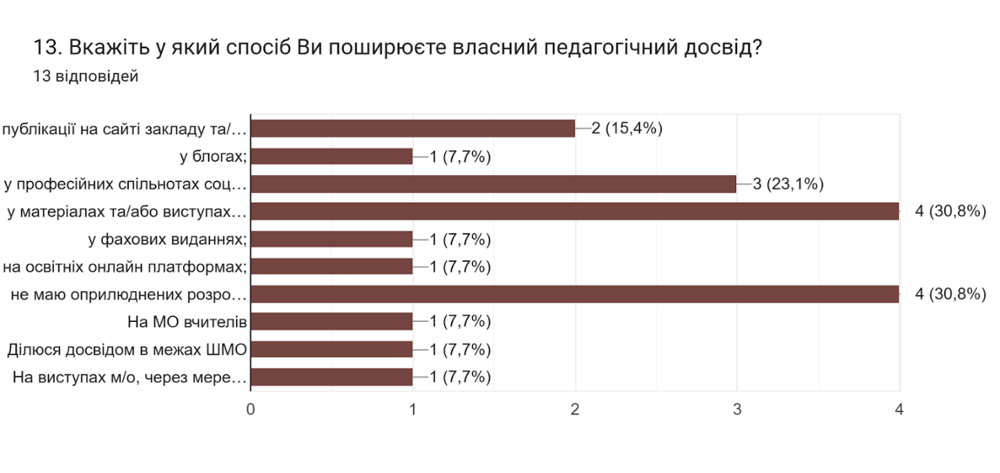 13. Вкажіть у який спосіб Ви поширюєте власний педагогічний досвід?
13 відповідей
публікації на сайті закладу та/… 2 (15,4%)
у блогах; 1 (7,7%)
у професійних спільнотах соц… 3 (23,1%)
у матеріалах та/або виступах… 4 (30,8%)
у фахових виданнях; 1 (7,7%)
на освітніх онлайн платформах; 1 (7,7%)
не маю оприлюднених розро… 4 (30,8%)
На МО вчителів 1 (7,7%)
Ділюся досвідом в межах ШМО 1 (7,7%)
На виступах м/о, через мере… 1 (7,7%)
0 1 2 3 4